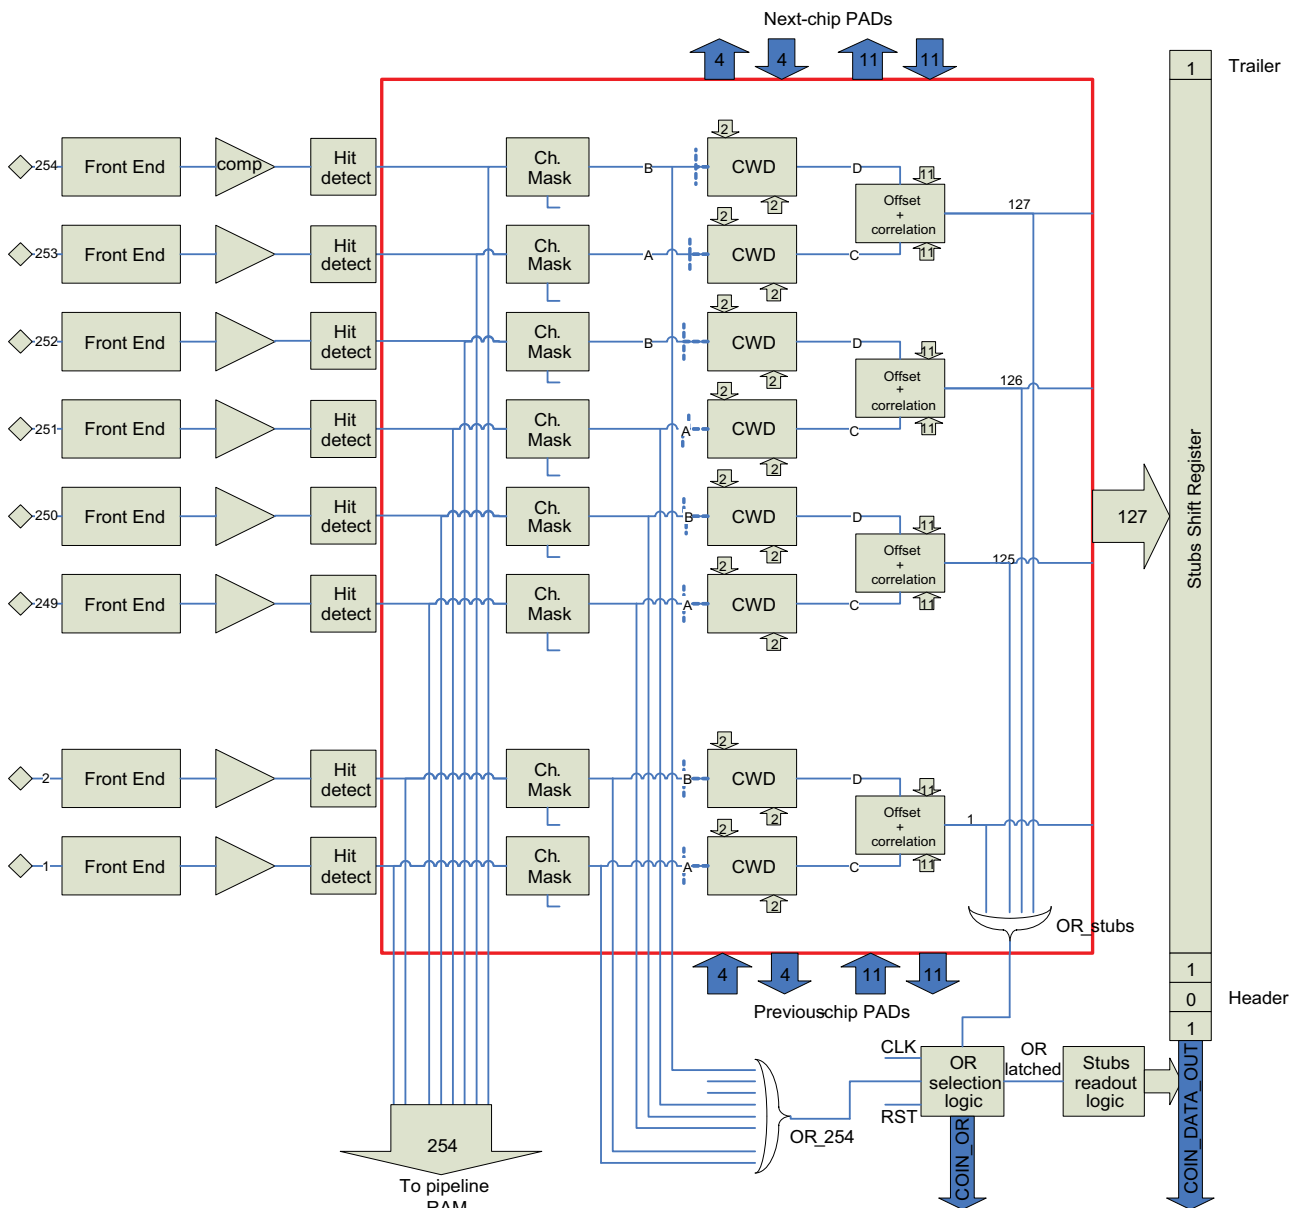 Next-chip PADs
4 4 11 11
1 Trailer
254 Front End comp Hit detect Ch. Mask B 2 CWD 2 D
11 Offset + correlation 11 127
253 Front End Hit detect Ch. Mask A 2 CWD 2 C
252 Front End Hit detect Ch. Mask B 2 CWD 2 D
11 Offset + correlation 11 126
251 Front End Hit detect Ch. Mask A 2 CWD 2 C
250 Front End Hit detect Ch. Mask B 2 CWD 2 D
11 Offset + correlation 11 125
249 Front End Hit detect Ch. Mask A 2 CWD 2 C
127
Stubs Shift Register
2 Front End Hit detect Ch. Mask B 2 CWD 2 D
11 Offset + correlation 11 1
1 Front End Hit detect Ch. Mask A 2 CWD 2 C
OR_stubs
4 4 11 11
Previous-chip PADs
1
0 Header
1
CLK
RST
OR selection logic
OR latched
Stubs readout logic
OR_254
COIN_OR
COIN_DATA_OUT
254
To pipeline
RAM